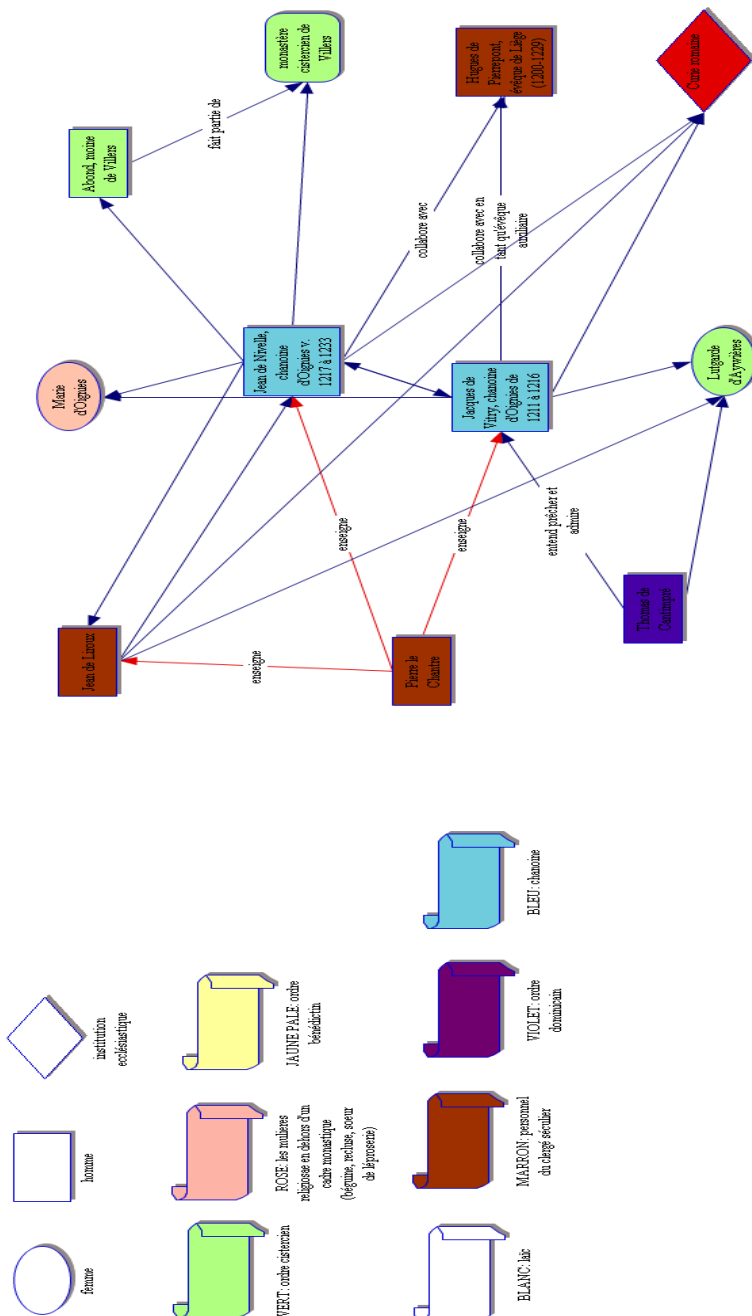 Jean de Liroux
Marie
d'Oignies
Abond, moine
de Villers
fait partie de
monastère
cistercien de
Villers
Jean de Nivelle,
chanoine
d'Oignies v.
1217 à 1233
enseigne
enseigne
enseigne
Pierre le
Chantre
Jacques de
Vitry, chanoine
d'Oignies de
1211 à 1216
collabore avec
collabore avec en
tant qu'évêque
auxiliaire
Hugues de
Pierrepont,
évêque de Liège
(1200-1229)
entend prêcher et
admire
Thomas de
Cantimpré
Lutgarde
d'Aywières
Curie romaine
femme
homme
institution
ecclésiastique
VERT: ordre cistercien
ROSE: les mulieres
religiosae en dehors d'un
cadre monastique
(béguine, recluse, soeur
de léproserie)
JAUNE PALE: ordre
bénédictin
BLANC: laïc
MARRON: personnel
du clergé séculier
VIOLET: ordre
dominicain
BLEU: chanoine